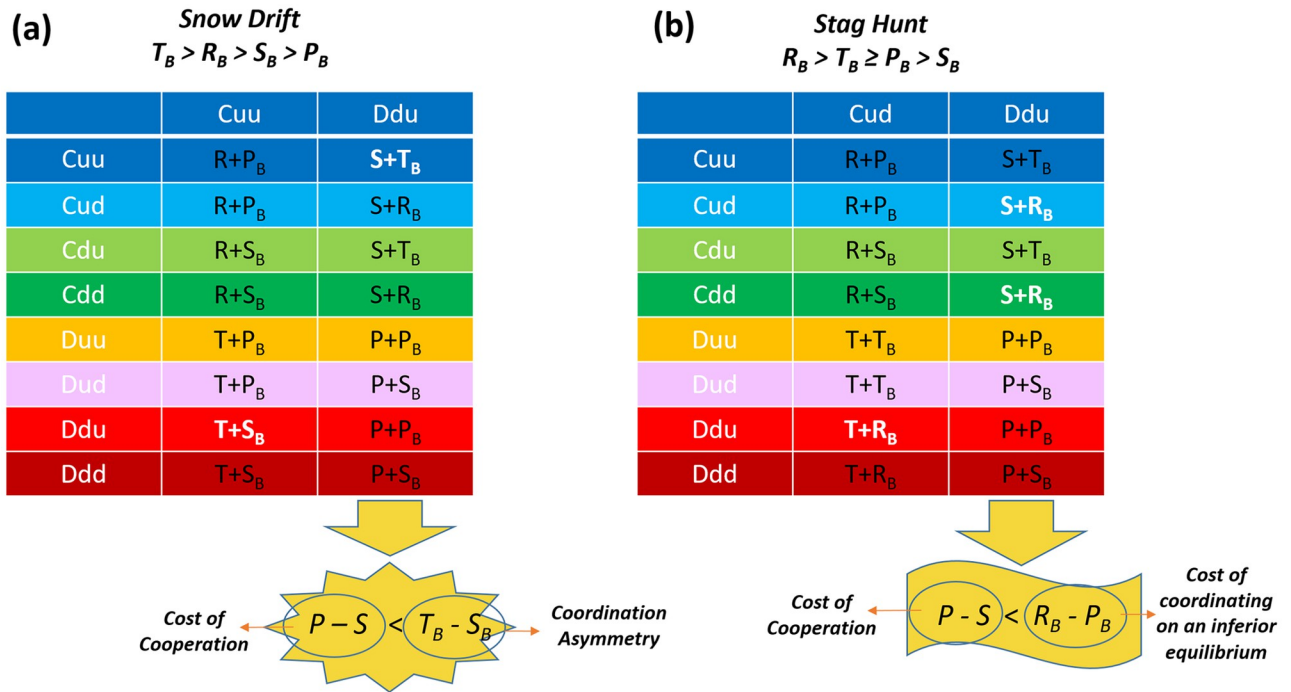 (a)
Snow Drift
T_B > R_B > S_B > P_B
Cuu Ddu
Cuu R+P_B S+T_B
Cud R+P_B S+R_B
Cdu R+S_B S+T_B
Cdd R+S_B S+R_B
Duu T+P_B P+P_B
Dud T+P_B P+S_B
Ddu T+S_B P+P_B
Ddd T+S_B P+S_B
Cost of
Cooperation
P – S < T_B - S_B
Coordination
Asymmetry
(b)
Stag Hunt
R_B > T_B ≥ P_B > S_B
Cud Ddu
Cuu R+P_B S+T_B
Cud R+P_B S+R_B
Cdu R+S_B S+T_B
Cdd R+S_B S+R_B
Duu T+T_B P+P_B
Dud T+T_B P+S_B
Ddu T+R_B P+P_B
Ddd T+R_B P+S_B
Cost of
Cooperation
P - S < R_B - P_B
Cost of
coordinating
on an inferior
equilibrium